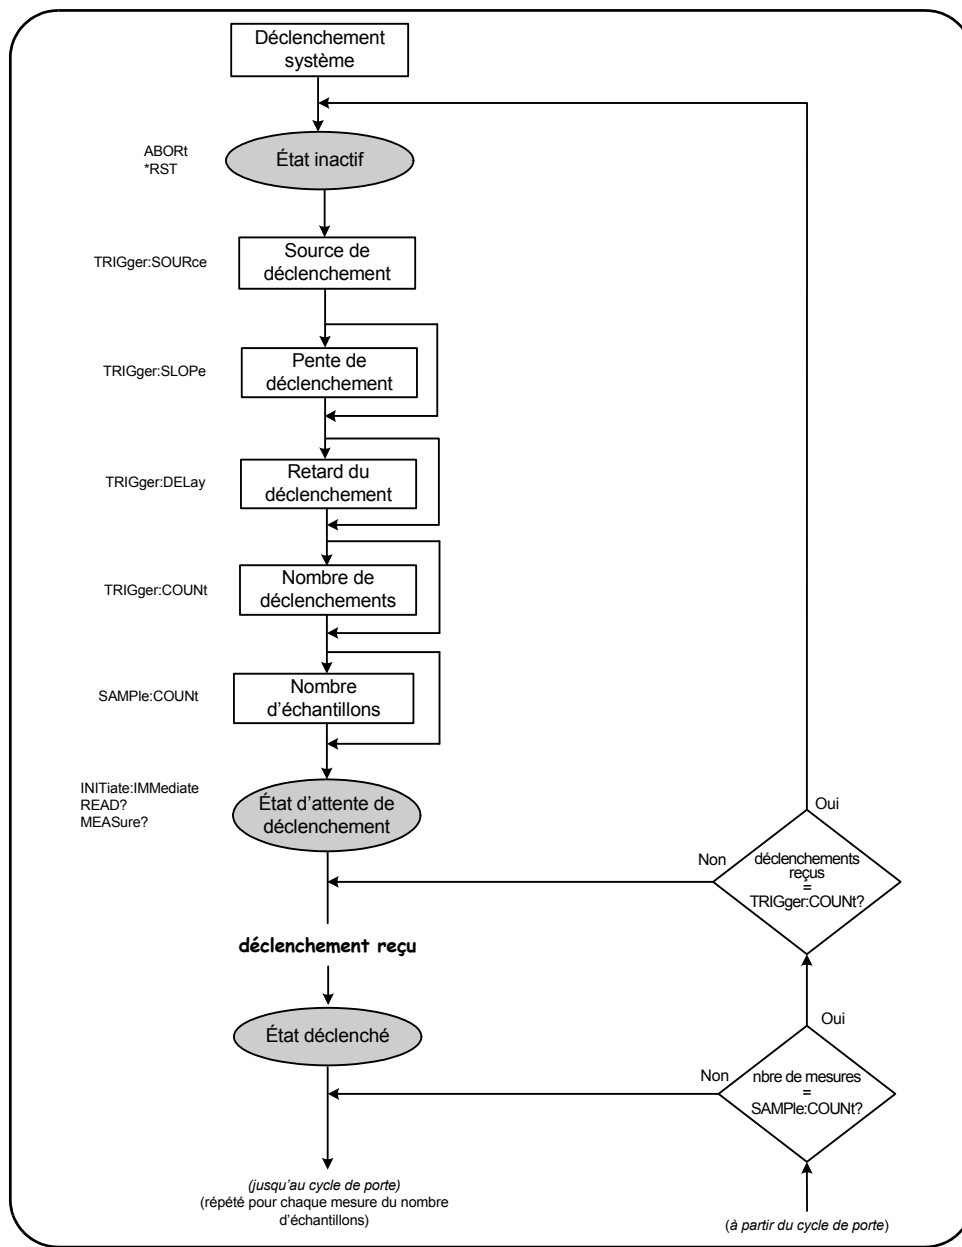 Déclenchement
système
ABORt
*RST
État inactif
TRIGger:SOURce
Source de
déclenchement
TRIGger:SLOPe
Pente de
déclenchement
TRIGger:DELay
Retard du
déclenchement
TRIGger:COUNt
Nombre de
déclenchements
SAMPle:COUNt
Nombre
d'échantillons
INITiate:IMMediate
READ?
MEASure?
État d'attente de
déclenchement
Oui
Non
déclenchements
reçus
=
TRIGger:COUNt?
déclenchement reçu
État déclenché
Oui
Non
nbre de mesures
=
SAMPle:COUNt?
(jusqu'au cycle de porte)
(répété pour chaque mesure du nombre
d'échantillons)
(à partir du cycle de porte)